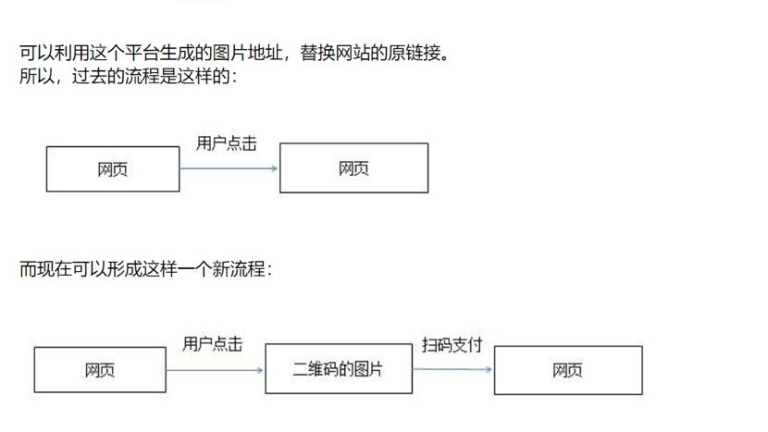 可以利用这个平台生成的图片地址，替换网站的原链接。
所以，过去的流程是这样的：
用户点击
网页
网页
而现在可以形成这样一个新流程：
用户点击
扫码支付
网页
二维码的图片
网页